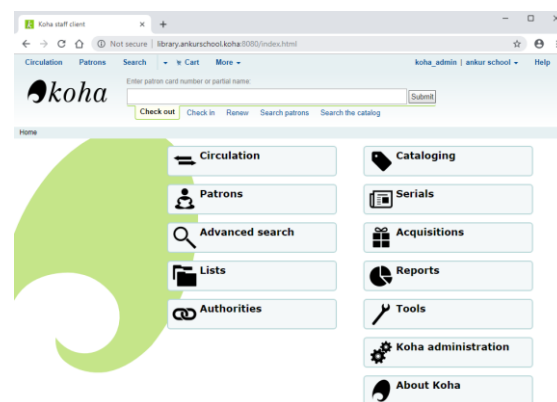 Koha staff client
Not secure | library.ankurschool.koha:8080/index.html
Circulation Patrons Search Cart More koha_admin | ankur school Help
koha
Enter patron card number or partial name:
Submit
Check out Check in Renew Search patrons Search the catalog
Home
Circulation Cataloging
Patrons Serials
Advanced search Acquisitions
Lists Reports
Authorities Tools
Koha administration
About Koha